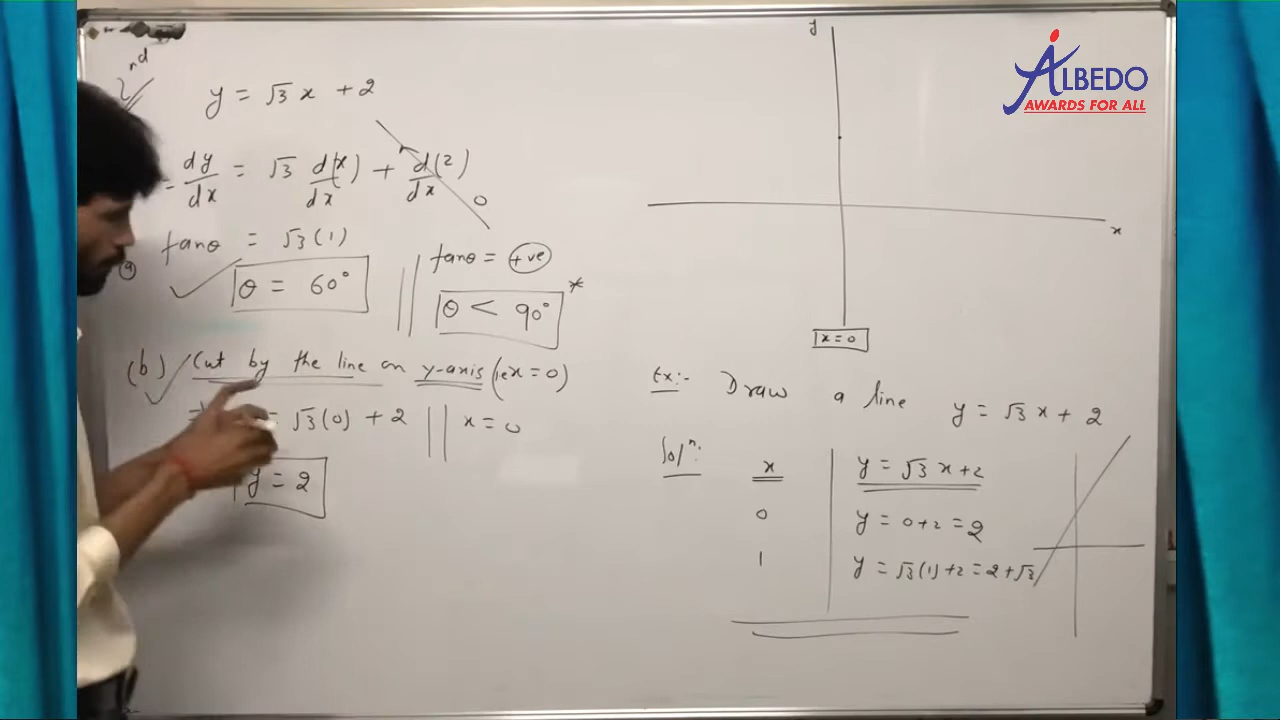 nd
y = √3 x + 2
dy/dx = √3 d(x)/dx + d(2)/dx
0
tanθ = √3 (1)
(a)
θ = 60°
tanθ = +ve
θ < 90° *
(b) Cut by the line on y-axis (ie x = 0)
= √3(0) + 2 || x = 0
y = 2
y
x
x = 0
ALBEDO
AWARDS FOR ALL
Ex:- Draw a line y = √3 x + 2
Solⁿ:
x | y = √3 x + 2
0 | y = 0 + 2 = 2
1 | y = √3(1) + 2 = 2 + √3